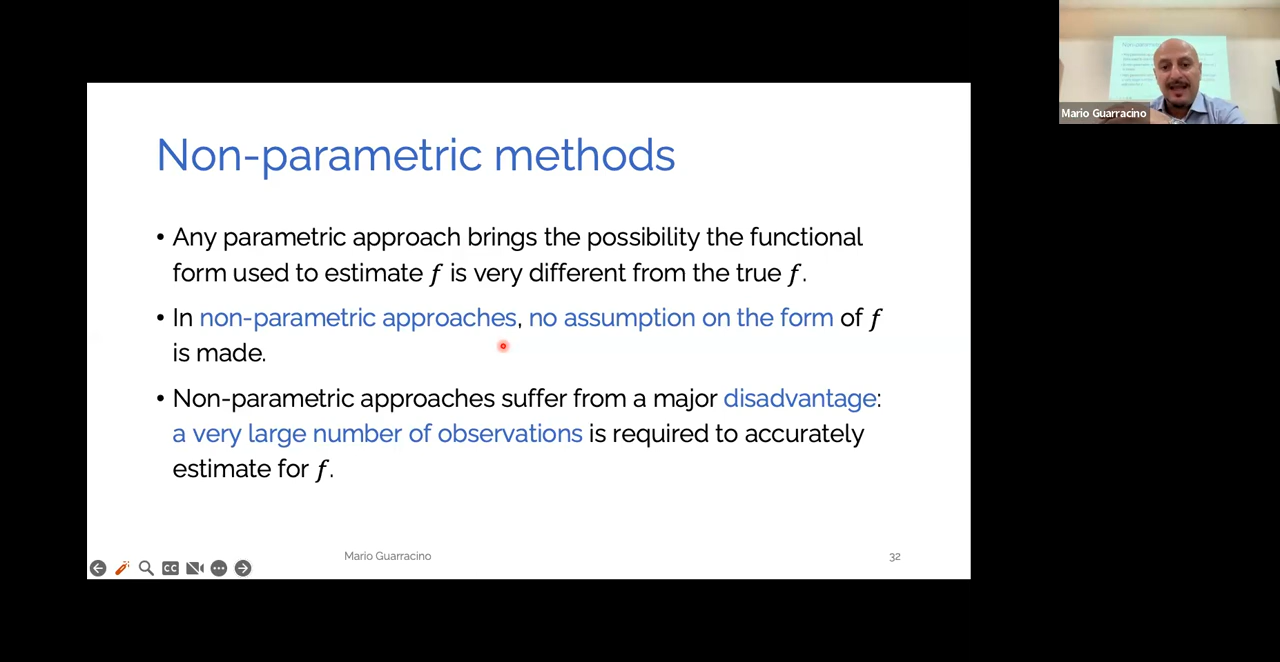 Non-parametric methods
• Any parametric approach brings the possibility the functional
form used to estimate f is very different from the true f.
• In non-parametric approaches, no assumption on the form of f
is made.
• Non-parametric approaches suffer from a major disadvantage:
a very large number of observations is required to accurately
estimate for f.
Mario Guarracino
32
CC
Mario Guarracino